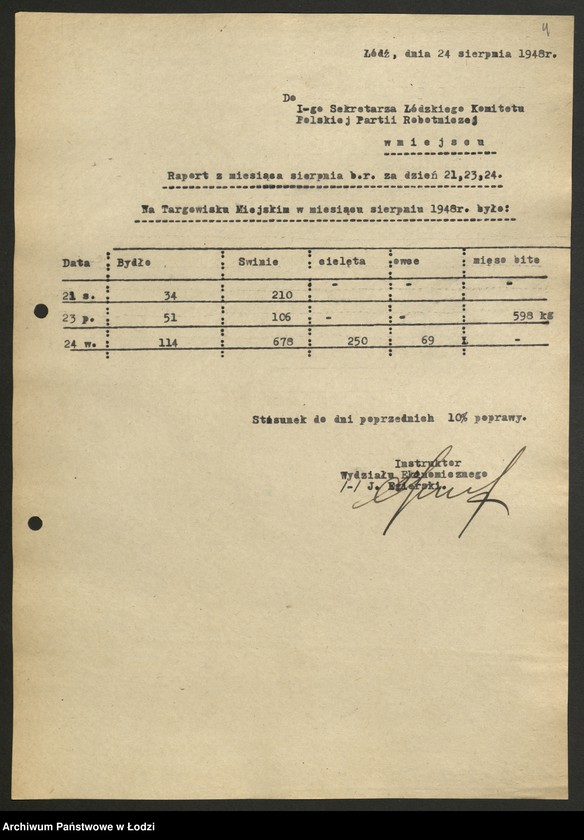 4
Łódź, dnia 24 sierpnia 1948r.
Do
I-go Sekretarza Łódzkiego Komitetu
Polskiej Partii Robotniczej
w miejscu
Raport z miesiąca sierpnia b.r. za dzień 21,23,24.
Na Targowisku Miejskim w miesiącu sierpniu 1948r. było:
Data Bydło Swinie cielęta owce mięso bite
21 s. 34 210 - - -
23 p. 51 106 - - 598 kg
24 w. 114 678 250 69 -
Stosunek do dni poprzednich 10% poprawy.
Instruktor
Wydziału Ekonomicznego
/-/ J.
Archiwum Państwowe w Łodzi